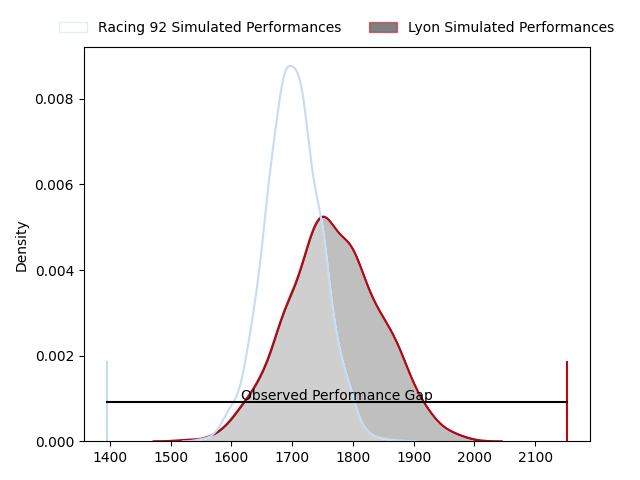 Racing 92 Simulated Performances
Lyon Simulated Performances
0.008
0.006
0.004
0.002
0.000
Density
Observed Performance Gap
1400 1500 1600 1700 1800 1900 2000 2100